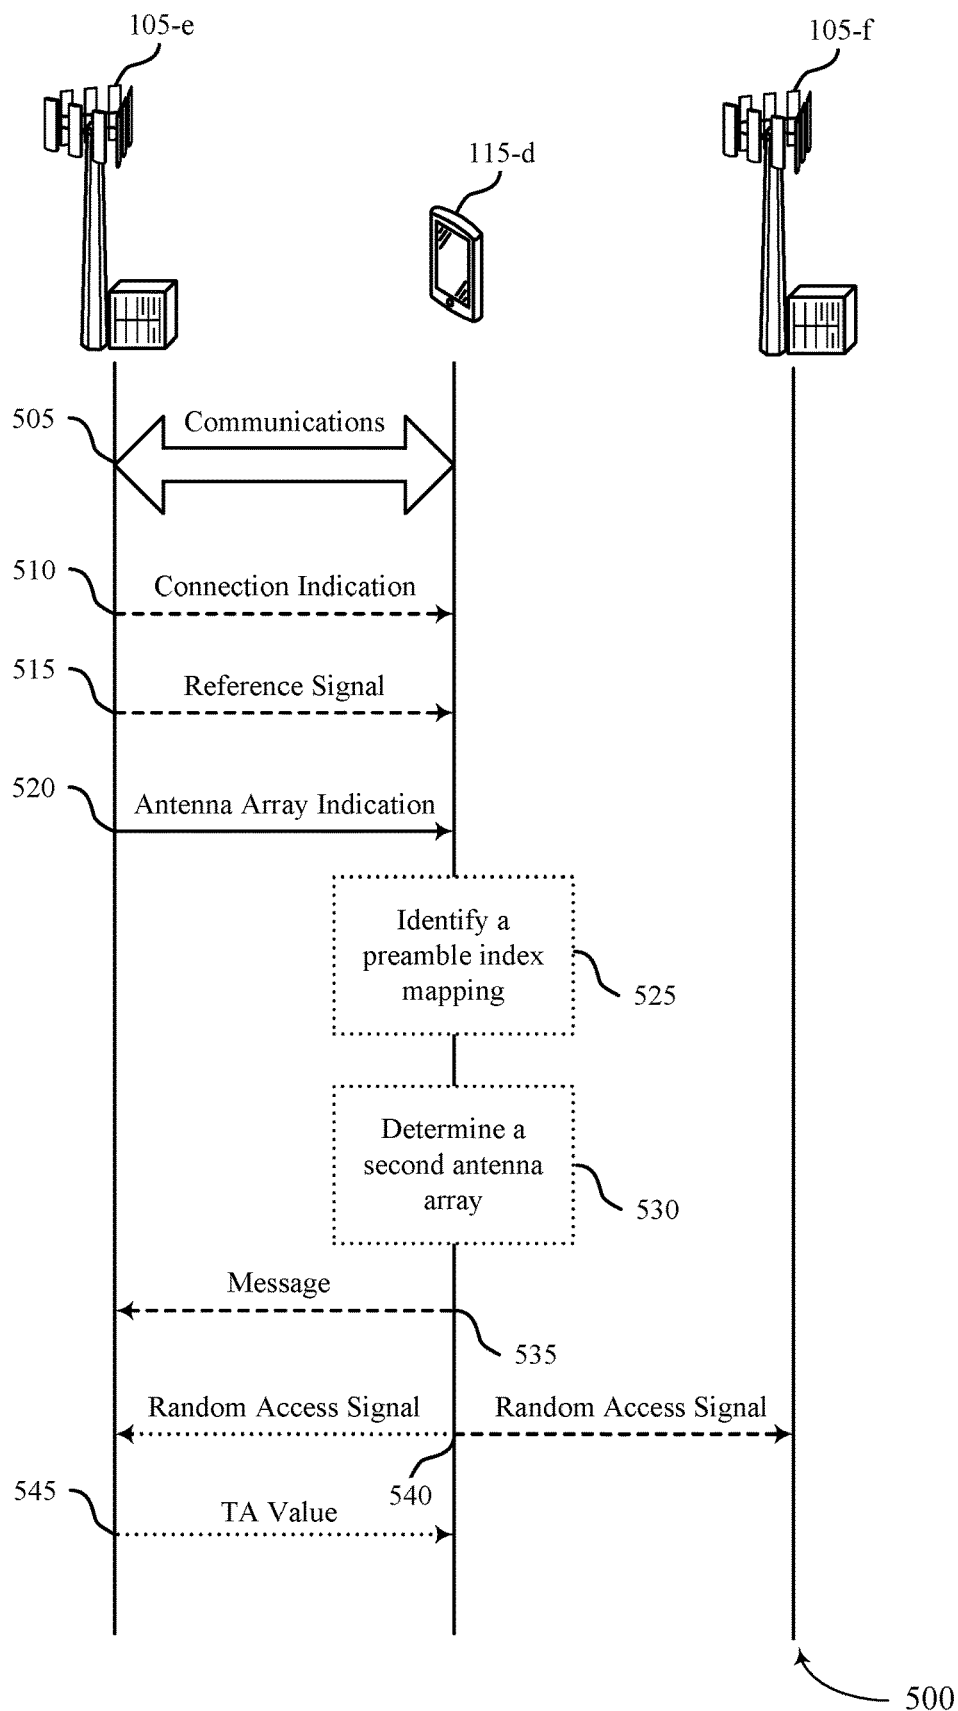 105-e
105-f
115-d
505
Communications
510
Connection Indication
515
Reference Signal
520
Antenna Array Indication
Identify a
preamble index
mapping
525
Determine a
second antenna
array
530
Message
535
Random Access Signal
Random Access Signal
540
545
TA Value
500